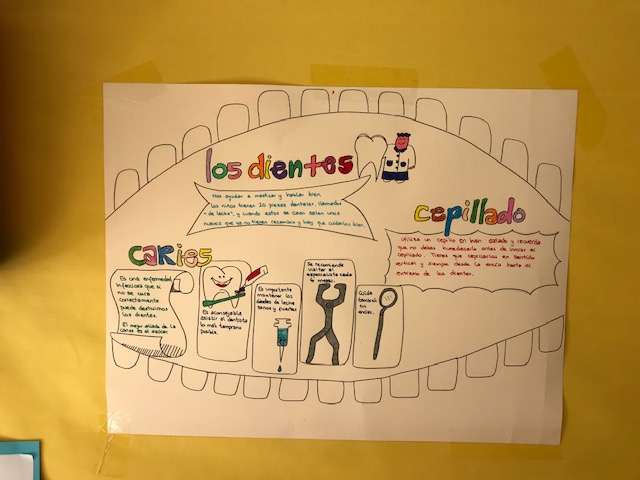 los dientes
Nos ayudan a masticar y hablar bien.
Los niños tienen 20 piezas dentales, llamadas
"de leche", y cuando estos se caen salen unos
nuevos que ya no tienen recambio y hay que cuidarlos bien.
cepillado
Utiliza un cepillo en buen estado y recuerda
que no debes humedecerlo antes de iniciar el
cepillado. Tienes que cepillarlos en sentido
vertical y siempre desde la encía hasta el
extremo de los dientes.
caries
Es una enfermedad
infecciosa que si
no se cura
correctamente
puede destruirnos
los dientes.
El mejor aliado de la
caries es el azúcar.
Es aconsejable
asistir al dentista
lo más temprano
posible.
Es importante
mantener los
dientes de leche
sanos y fuertes
Se recomienda
visitar al
especialista cada
6 meses.
Cuida
también
encías.